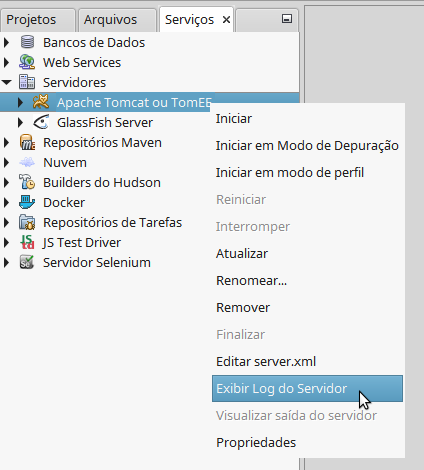 Projetos
Arquivos
Serviços
Bancos de Dados
Web Services
Servidores
Apache Tomcat ou TomEE
GlassFish Server
Repositórios Maven
Nuvem
Builders do Hudson
Docker
Repositórios de Tarefas
JS Test Driver
Servidor Selenium
Iniciar
Iniciar em Modo de Depuração
Iniciar em modo de perfil
Reiniciar
Interromper
Atualizar
Renomear...
Remover
Finalizar
Editar server.xml
Exibir Log do Servidor
Visualizar saída do servidor
Propriedades